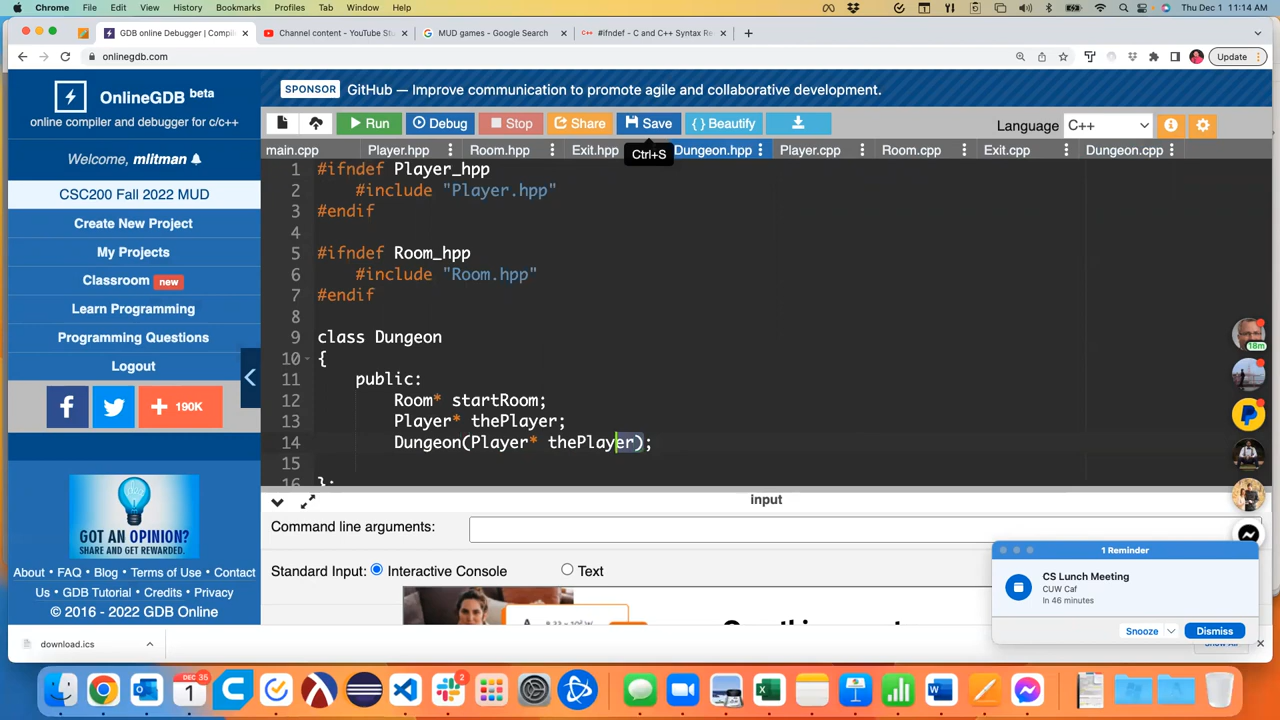 Chrome File Edit View History Bookmarks Profiles Tab Window Help
Thu Dec 1 11:14 AM
GDB online Debugger | Compil
Channel content - YouTube St
MUD games - Google Search
#ifndef - C and C++ Syntax Re
onlinegdb.com
Update
OnlineGDB beta
online compiler and debugger for c/c++
Welcome, mlitman
CSC200 Fall 2022 MUD
Create New Project
My Projects
Classroom new
Learn Programming
Programming Questions
Logout
190K
GOT AN OPINION?
SHARE AND GET REWARDED.
About • FAQ • Blog • Terms of Use • Contact
Us • GDB Tutorial • Credits • Privacy
© 2016 - 2022 GDB Online
SPONSOR GitHub — Improve communication to promote agile and collaborative development.
Run Debug Stop Share Save { } Beautify
Language C++
Ctrl+S
main.cpp Player.hpp Room.hpp Exit.hpp Dungeon.hpp Player.cpp Room.cpp Exit.cpp Dungeon.cpp
1 #ifndef Player_hpp
2 #include "Player.hpp"
3 #endif
4
5 #ifndef Room_hpp
6 #include "Room.hpp"
7 #endif
8
9 class Dungeon
10 {
11 public:
12 Room* startRoom;
13 Player* thePlayer;
14 Dungeon(Player* thePlayer);
15
16 };
input
Command line arguments:
Standard Input: Interactive Console Text
18m
1 Reminder
CS Lunch Meeting
CUW Caf
In 46 minutes
Snooze
Dismiss
download.ics
DEC 35
1
2